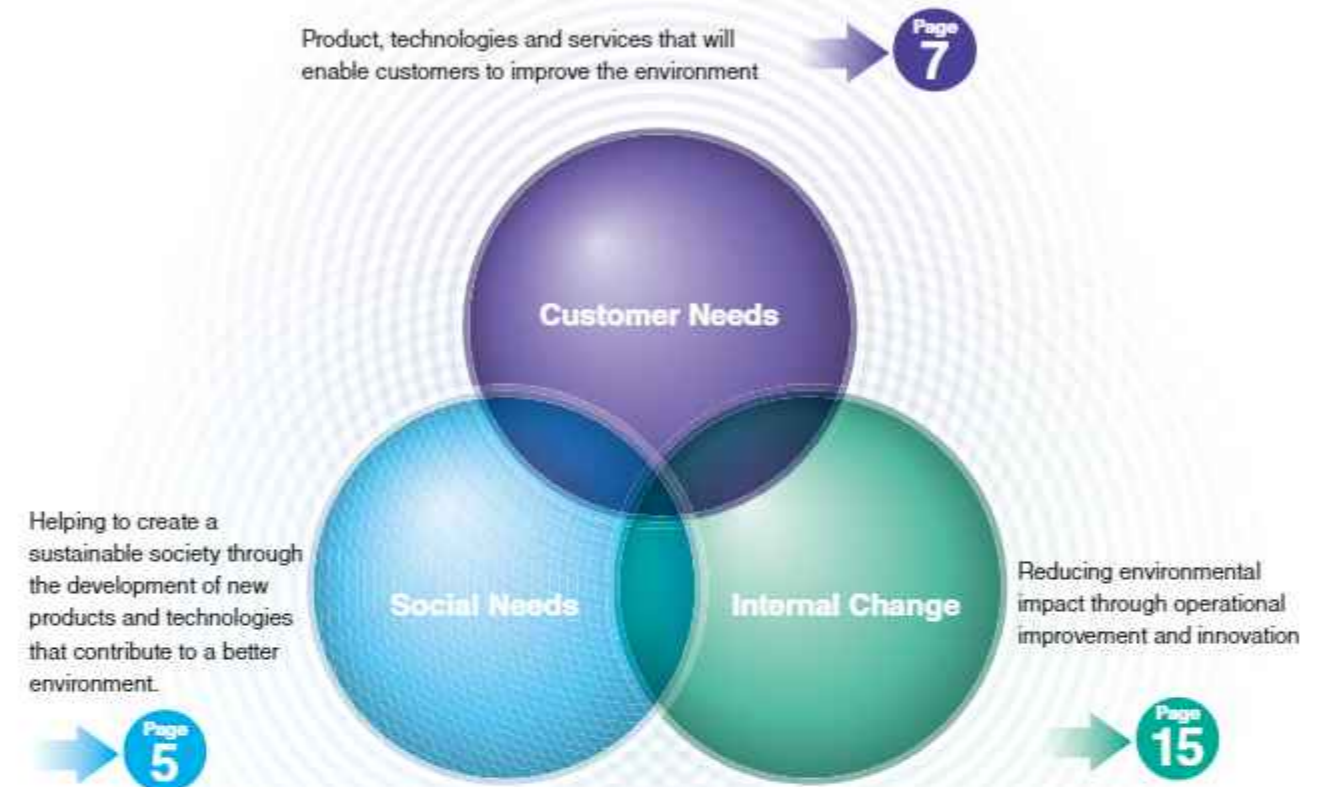 Product, technologies and services that will
enable customers to improve the environment
Page
7
Customer Needs
Helping to create a
sustainable society through
the development of new
products and technologies
that contribute to a better
environment.
Page
5
Social Needs
Internal Change
Reducing environmental
impact through operational
improvement and innovation
Page
15